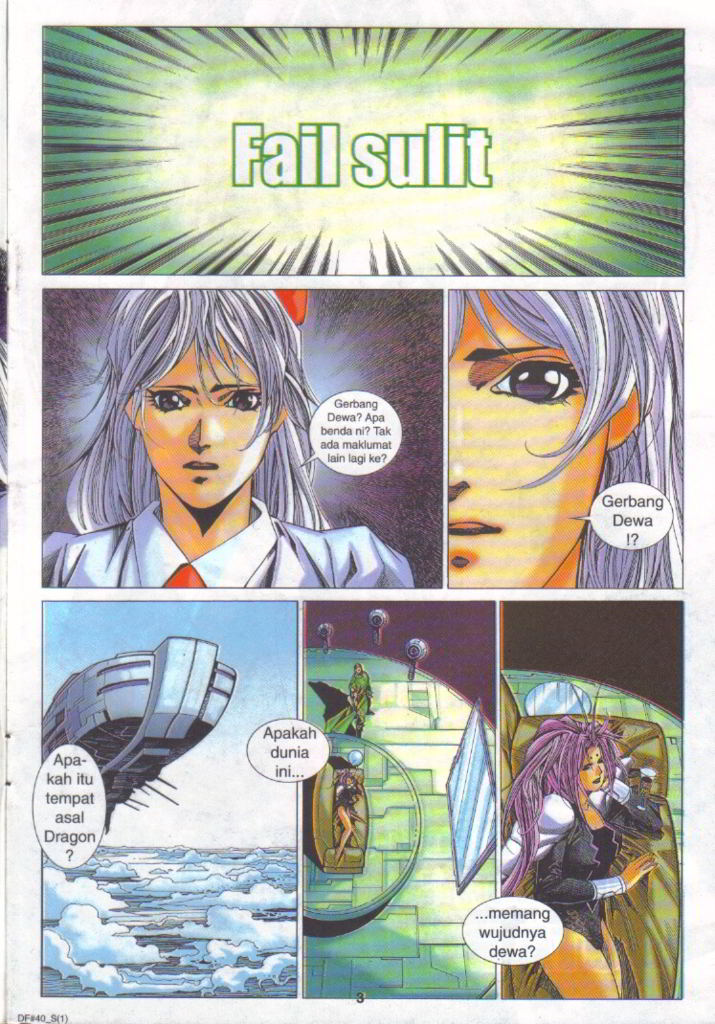 Fail sulit
Gerbang
Dewa? Apa
benda ni? Tak
ada maklumat
lain lagi ke?
Gerbang
Dewa
!?
Apa-
kah itu
tempat
asal
Dragon
?
Apakah
dunia
ini...
...memang
wujudnya
dewa?
3
DF#40_S(1)